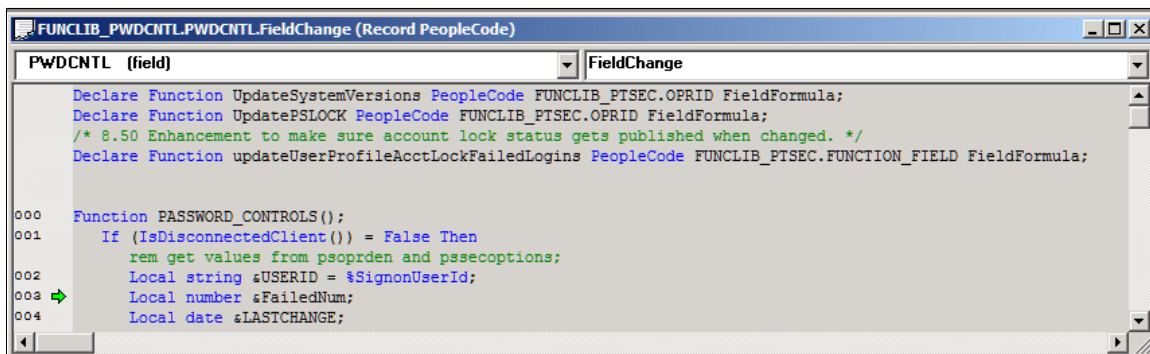 FUNCLIB_PWDCNTL.PWDCNTL.FieldChange (Record PeopleCode)
PWDCNTL (field) FieldChange
Declare Function UpdateSystemVersions PeopleCode FUNCLIB_PTSEC.OPRID FieldFormula;
Declare Function UpdatePSLOCK PeopleCode FUNCLIB_PTSEC.OPRID FieldFormula;
/* 8.50 Enhancement to make sure account lock status gets published when changed. */
Declare Function updateUserProfileAcctLockFailedLogins PeopleCode FUNCLIB_PTSEC.FUNCTION_FIELD FieldFormula;
000 Function PASSWORD_CONTROLS();
001 If (IsDisconnectedClient()) = False Then
rem get values from psoprden and pssecoptions;
002 Local string &USERID = %SignonUserId;
003 Local number &FailedNum;
004 Local date &LASTCHANGE;